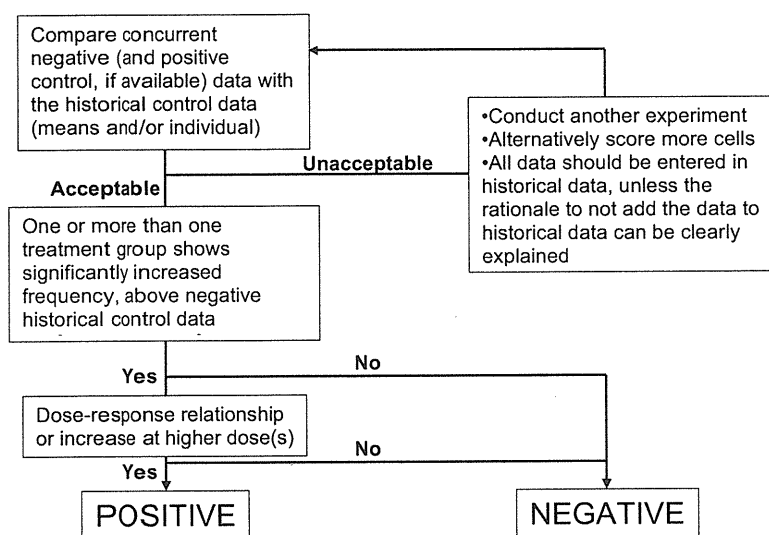 Compare concurrent
negative (and positive
control, if available) data with
the historical control data
(means and/or individual)
•Conduct another experiment
•Alternatively score more cells
•All data should be entered in
historical data, unless the
rationale to not add the data to
historical data can be clearly
explained
Unacceptable
Acceptable
One or more than one
treatment group shows
significantly increased
frequency, above negative
historical control data
Yes
No
Dose-response relationship
or increase at higher dose(s)
Yes
No
POSITIVE
NEGATIVE